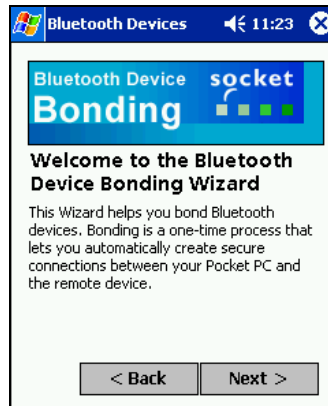 Bluetooth Devices 11:23
Bluetooth Device
Bonding
socket
Welcome to the Bluetooth
Device Bonding Wizard
This Wizard helps you bond Bluetooth
devices. Bonding is a one-time process that
lets you automatically create secure
connections between your Pocket PC and
the remote device.
< Back Next >